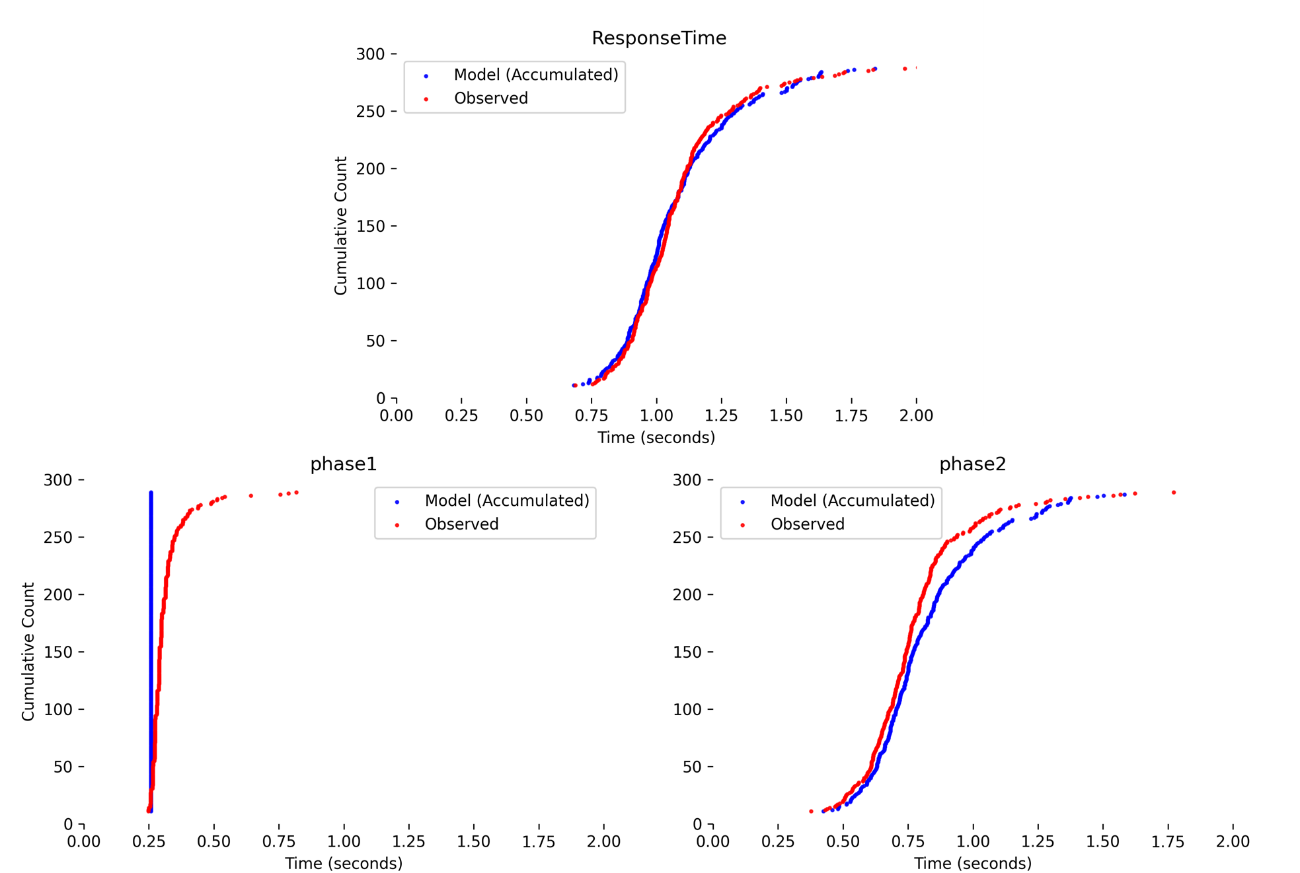 ResponseTime
Model (Accumulated)
Observed
Cumulative Count
300
250
200
150
100
50
0
0.00 0.25 0.50 0.75 1.00 1.25 1.50 1.75 2.00
Time (seconds)
phase1
Model (Accumulated)
Observed
Cumulative Count
300
250
200
150
100
50
0
0.00 0.25 0.50 0.75 1.00 1.25 1.50 1.75 2.00
Time (seconds)
phase2
Model (Accumulated)
Observed
300
250
200
150
100
50
0
0.00 0.25 0.50 0.75 1.00 1.25 1.50 1.75 2.00
Time (seconds)